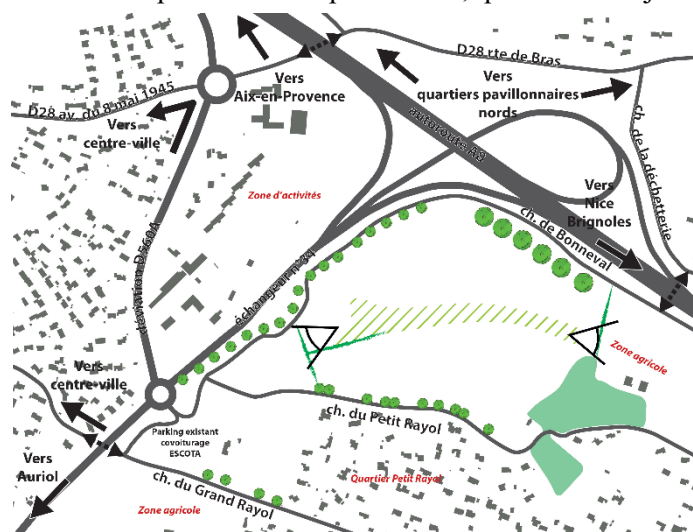 D28 rte de Bras
Vers
Aix-en-Provence
Vers
quartiers pavillonnaires
nords
D28 av. du 8 mai 1945
Vers
centre-ville
autoroute A8
ch. de la déchetterie
Zone d'activités
Vers
Nice
Brignoles
ch. de Bonneval
déviation D560A
échangeur n°34
Zone agricole
Vers
centre-ville
ch. du Petit Rayol
Parking existant
covoiturage
ESCOTA
Vers
Auriol
ch. du Grand Rayol
Quartier Petit Rayol
Zone agricole